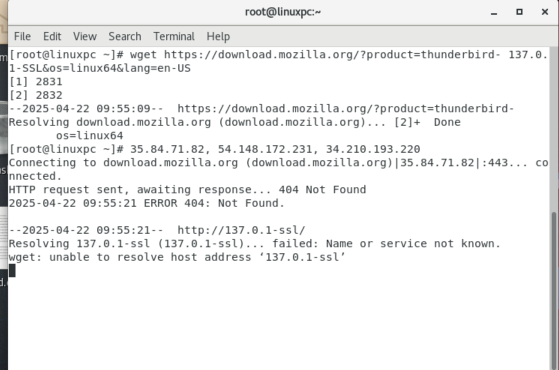 root@linuxpc:~
File Edit View Search Terminal Help
[root@linuxpc ~]# wget https://download.mozilla.org/?product=thunderbird- 137.0.
1-SSL&os=linux64&lang=en-US
[1] 2831
[2] 2832
--2025-04-22 09:55:09-- https://download.mozilla.org/?product=thunderbird-
Resolving download.mozilla.org (download.mozilla.org)... [2]+ Done
os=linux64
[root@linuxpc ~]# 35.84.71.82, 54.148.172.231, 34.210.193.220
Connecting to download.mozilla.org (download.mozilla.org)|35.84.71.82|:443... co
nnected.
HTTP request sent, awaiting response... 404 Not Found
2025-04-22 09:55:21 ERROR 404: Not Found.
--2025-04-22 09:55:21-- http://137.0.1-ssl/
Resolving 137.0.1-ssl (137.0.1-ssl)... failed: Name or service not known.
wget: unable to resolve host address ‘137.0.1-ssl’